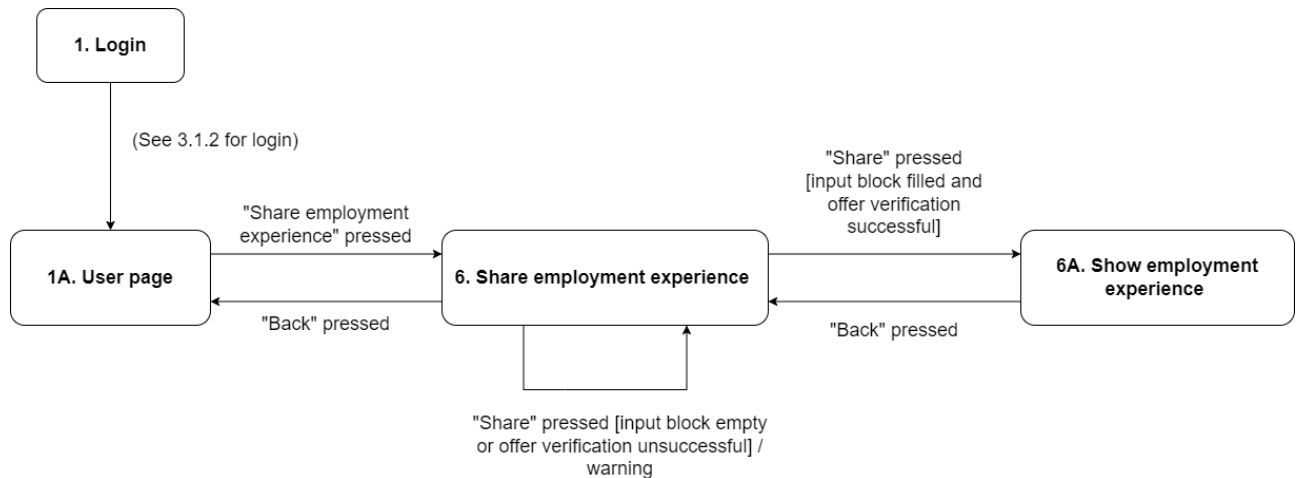 1. Login
(See 3.1.2 for login)
"Share" pressed
[input block filled and
offer verification
successful]
"Share employment
experience" pressed
1A. User page
6. Share employment experience
6A. Show employment
experience
"Back" pressed
"Back" pressed
"Share" pressed [input block empty
or offer verification unsuccessful] /
warning